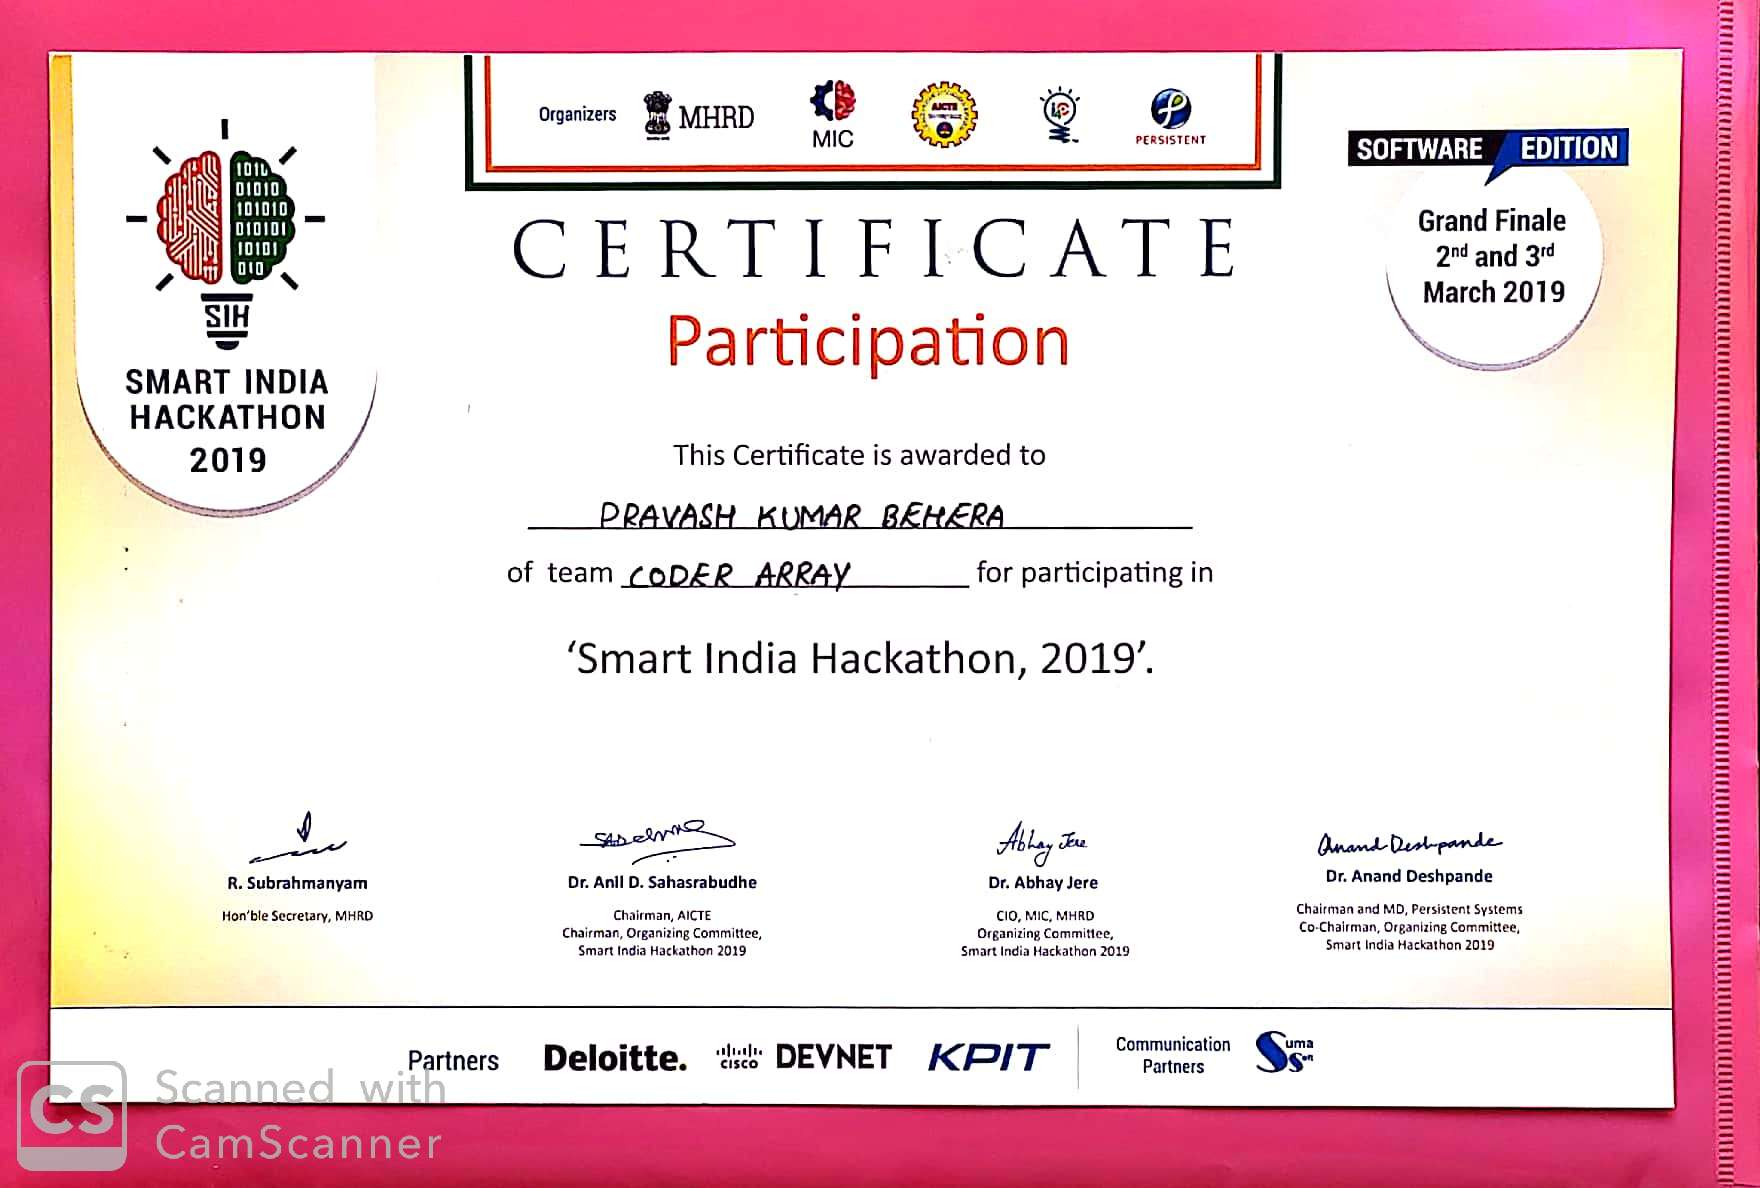 Organizers
MHRD
MIC
AICTE
PERSISTENT
SOFTWARE EDITION
Grand Finale
2nd and 3rd
March 2019
1010
01010
101010
010101
10101
010
SIH
SMART INDIA
HACKATHON
2019
CERTIFICATE
Participation
This Certificate is awarded to
PRAVASH KUMAR BEHERA
of team CODER ARRAY for participating in
‘Smart India Hackathon, 2019’.
Abhay Jere
Anand Deshpande
R. Subrahmanyam
Hon'ble Secretary, MHRD
Dr. Anil D. Sahasrabudhe
Chairman, AICTE
Chairman, Organizing Committee,
Smart India Hackathon 2019
Dr. Abhay Jere
CIO, MIC, MHRD
Organizing Committee,
Smart India Hackathon 2019
Dr. Anand Deshpande
Chairman and MD, Persistent Systems
Co-Chairman, Organizing Committee,
Smart India Hackathon 2019
Partners
Deloitte.
cisco DEVNET
KPIT
Communication
Partners
Suma
Soft
CS
Scanned with
CamScanner